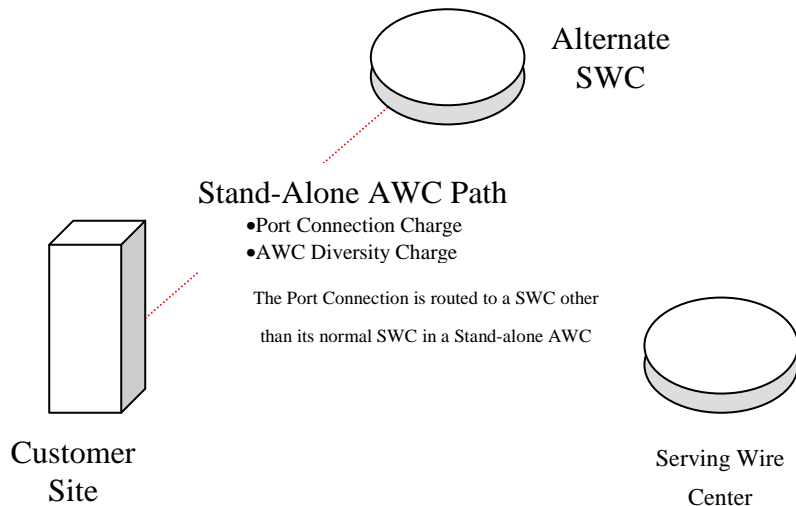 Alternate
SWC
Stand-Alone AWC Path
•Port Connection Charge
•AWC Diversity Charge
The Port Connection is routed to a SWC other
than its normal SWC in a Stand-alone AWC
Customer
Site
Serving Wire
Center